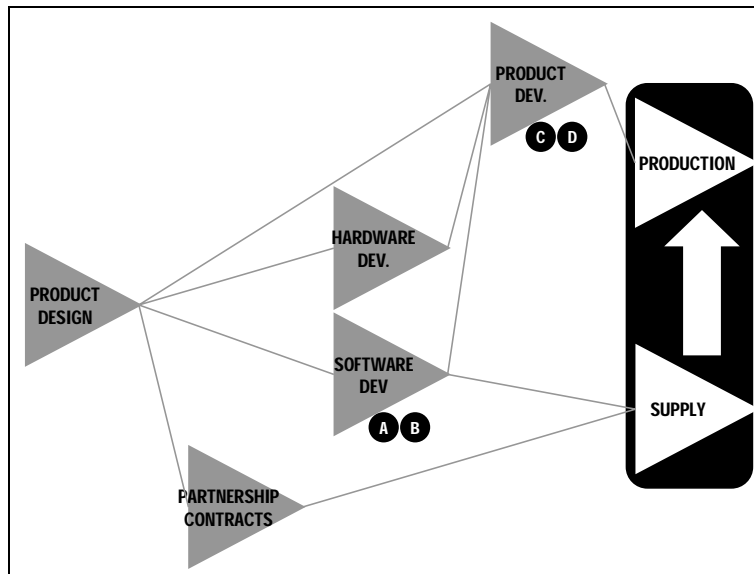 PRODUCT
DEV.
C D
PRODUCTION
HARDWARE
DEV.
PRODUCT
DESIGN
SOFTWARE
DEV
A B
SUPPLY
PARTNERSHIP
CONTRACTS